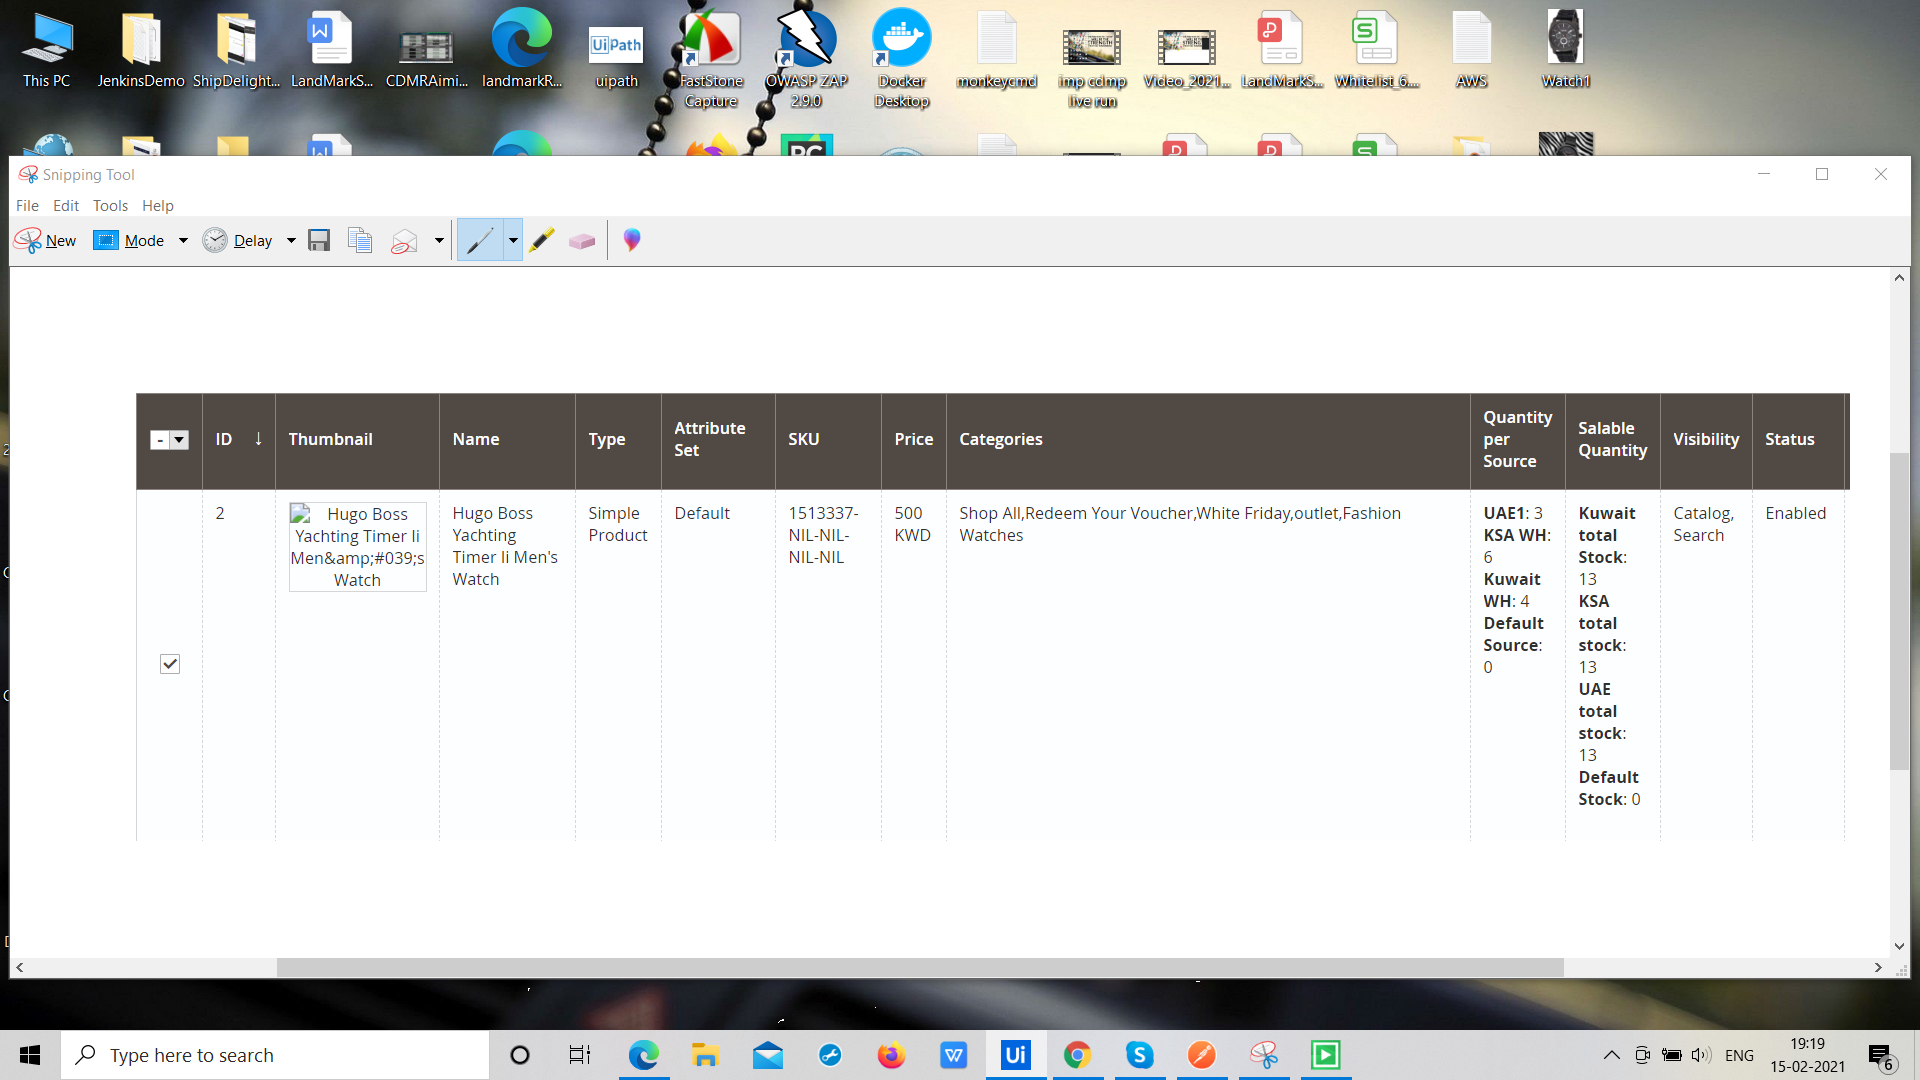 This PC
JenkinsDemo
ShipDelight...
LandMarkS...
CDMRAimi...
landmarkR...
UiPath
uipath
FastStone
Capture
OWASP ZAP
2.9.0
Docker
Desktop
monkeycmd
imp cdmp
live run
Video_2021...
LandMarkS...
Whitelist_6....
AWS
Watch1
Snipping Tool
File Edit Tools Help
New Mode Delay
- ID ↓ Thumbnail Name Type Attribute Set SKU Price Categories Quantity per Source Salable Quantity Visibility Status
2
Hugo Boss
Yachting Timer Ii
Men&amp;#039;s
Watch
Hugo Boss
Yachting
Timer Ii Men's
Watch
Simple
Product
Default
1513337-
NIL-NIL-
NIL-NIL
500
KWD
Shop All,Redeem Your Voucher,White Friday,outlet,Fashion
Watches
UAE1: 3
KSA WH:
6
Kuwait
WH: 4
Default
Source:
0
Kuwait
total
Stock:
13
KSA
total
stock:
13
UAE
total
stock:
13
Default
Stock: 0
Catalog,
Search
Enabled
Type here to search
Ui
ENG
19:19
15-02-2021
6